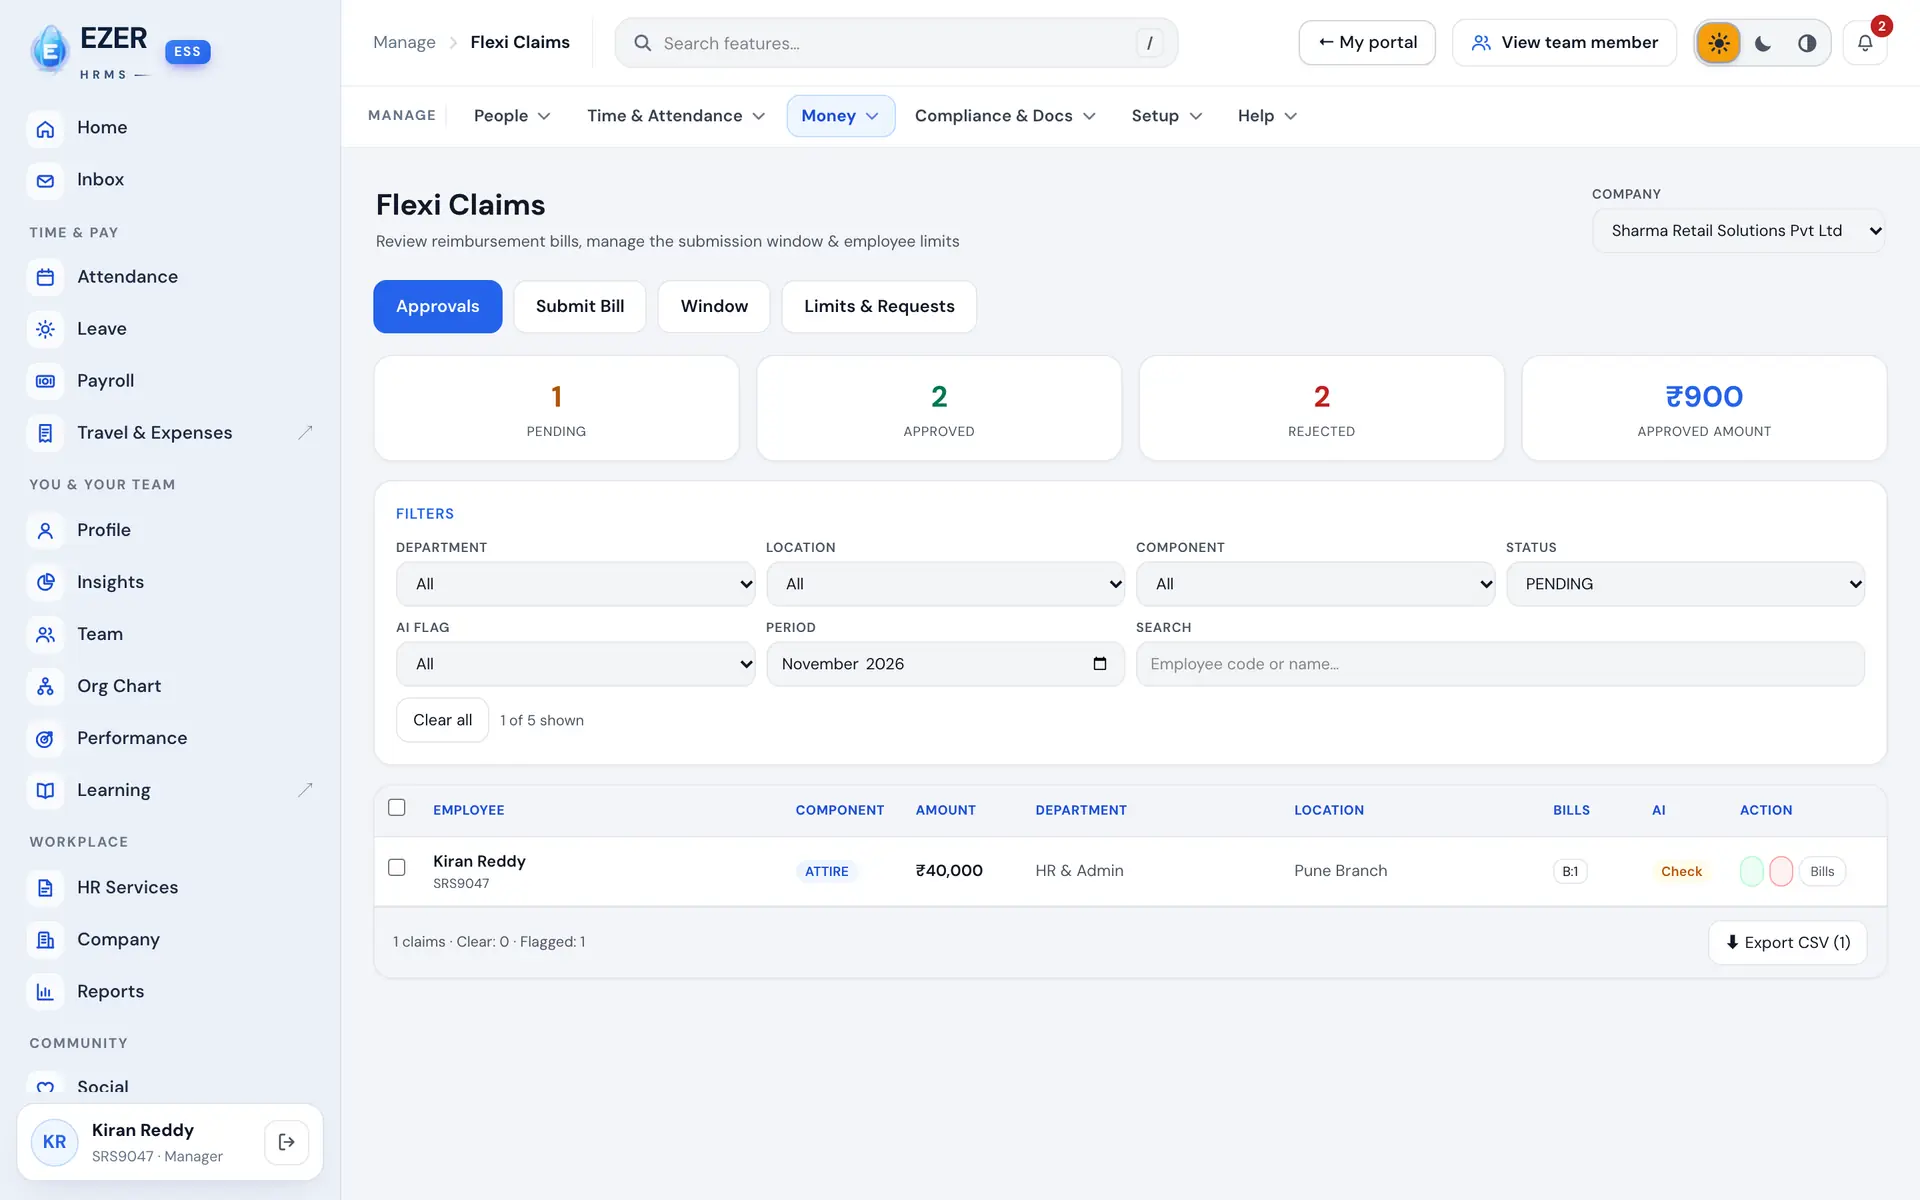 EZER
HRMS
ESS
Home
Inbox
TIME & PAY
Attendance
Leave
Payroll
Travel & Expenses
YOU & YOUR TEAM
Profile
Insights
Team
Org Chart
Performance
Learning
WORKPLACE
HR Services
Company
Reports
COMMUNITY
Social
KR
Kiran Reddy
SRS9047 · Manager
Manage
Flexi Claims
Search features...
/
← My portal
View team member
2
MANAGE
People
Time & Attendance
Money
Compliance & Docs
Setup
Help
Flexi Claims
Review reimbursement bills, manage the submission window & employee limits
COMPANY
Sharma Retail Solutions Pvt Ltd
Approvals
Submit Bill
Window
Limits & Requests
1
PENDING
2
APPROVED
2
REJECTED
₹900
APPROVED AMOUNT
FILTERS
DEPARTMENT
LOCATION
COMPONENT
STATUS
All
All
All
PENDING
AI FLAG
PERIOD
SEARCH
All
November 2026
Employee code or name...
Clear all
1 of 5 shown
EMPLOYEE COMPONENT AMOUNT DEPARTMENT LOCATION BILLS AI ACTION
Kiran Reddy
SRS9047
ATTIRE
₹40,000
HR & Admin
Pune Branch
B:1
Check
Bills
1 claims · Clear: 0 · Flagged: 1
⬇ Export CSV (1)